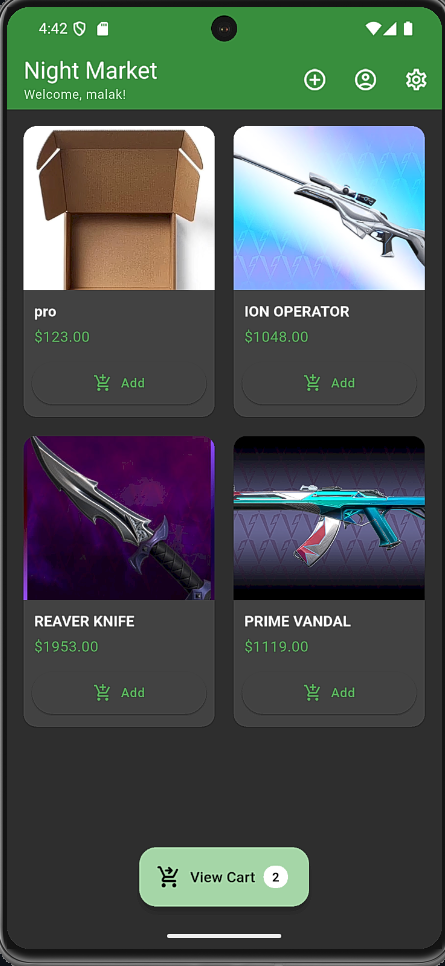 4:42
Night Market
Welcome, malak!
pro
$123.00
Add
ION OPERATOR
$1048.00
Add
REAVER KNIFE
$1953.00
Add
PRIME VANDAL
$1119.00
Add
View Cart 2